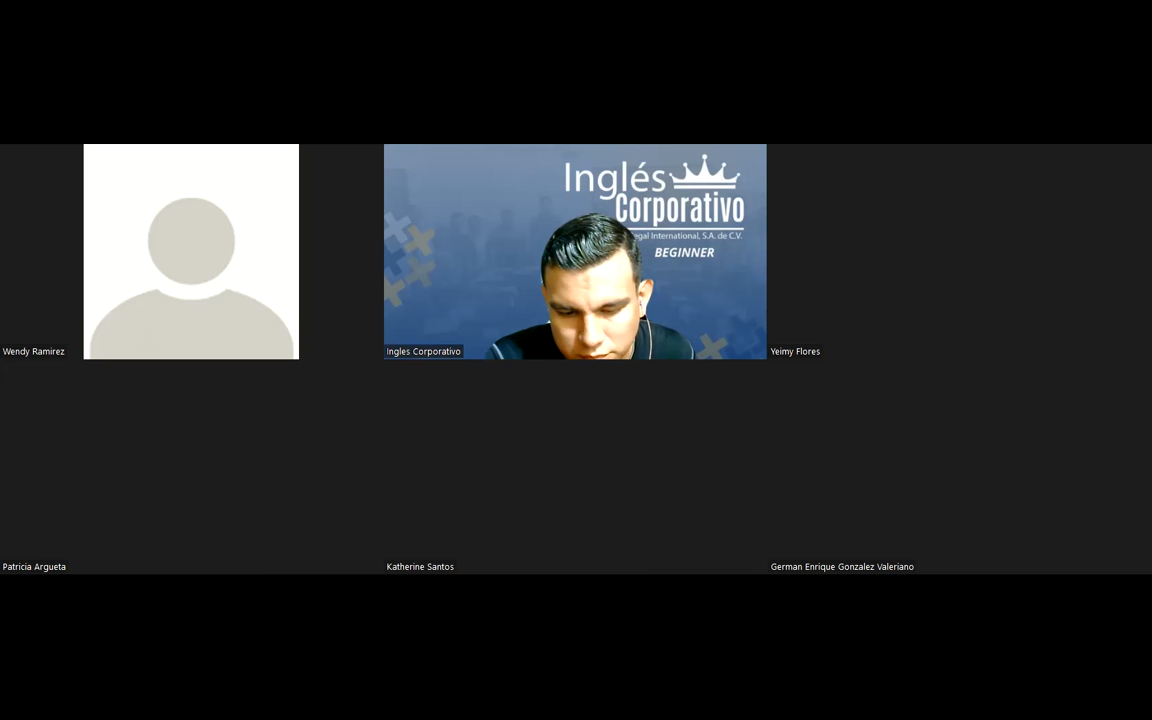 Inglés
Corporativo
egal International, S.A. de C.V.
BEGINNER
Wendy Ramirez
Ingles Corporativo
Yeimy Flores
Patricia Argueta
Katherine Santos
German Enrique Gonzalez Valeriano